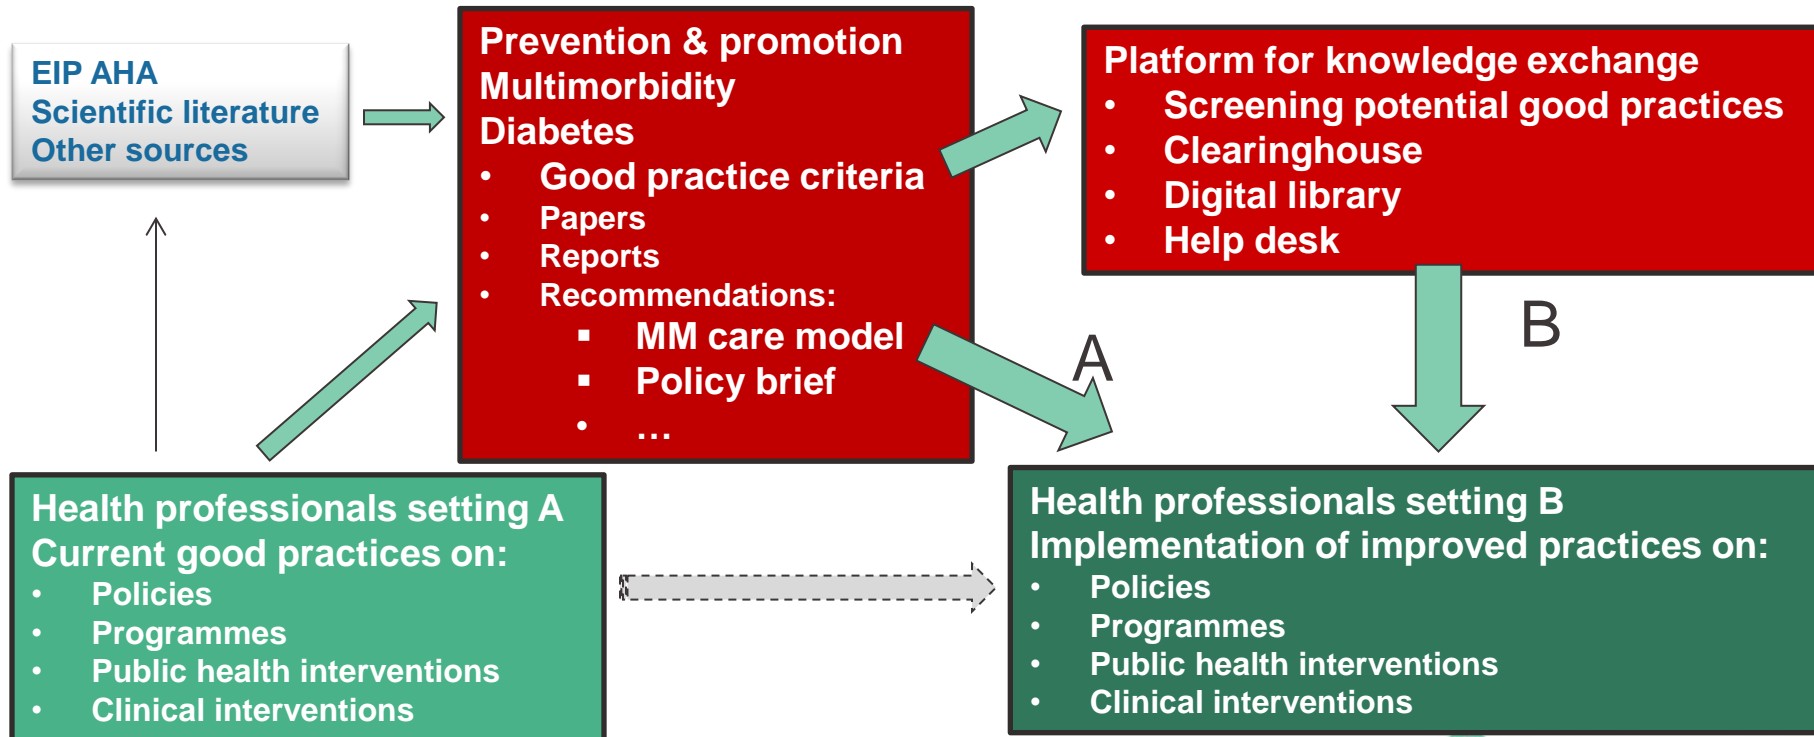 EIP AHA
Scientific literature
Other sources
Prevention & promotion
Multimorbidity
Diabetes
• Good practice criteria
• Papers
• Reports
• Recommendations:
▪ MM care model
▪ Policy brief
• …
Platform for knowledge exchange
• Screening potential good practices
• Clearinghouse
• Digital library
• Help desk
A
B
Health professionals setting A
Current good practices on:
• Policies
• Programmes
• Public health interventions
• Clinical interventions
Health professionals setting B
Implementation of improved practices on:
• Policies
• Programmes
• Public health interventions
• Clinical interventions